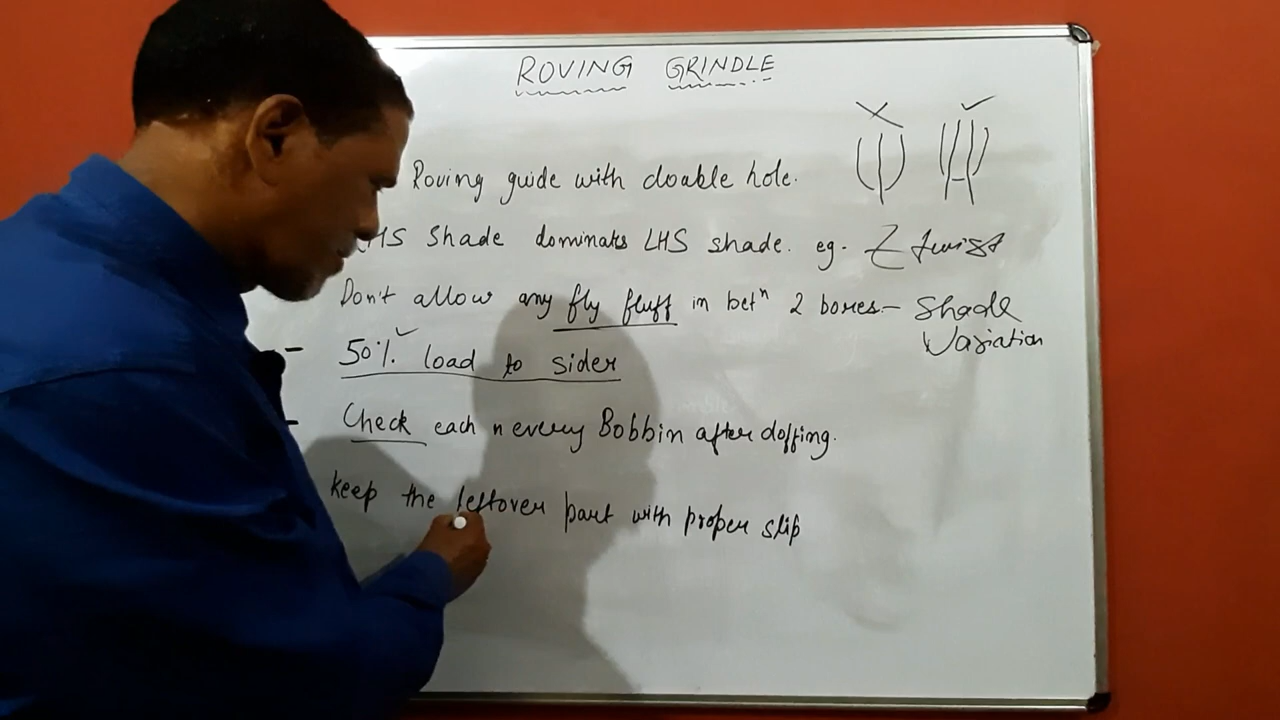 ROVING GRINDLE
Roving guide with double hole.
HS Shade dominates LHS shade. eg. Z twist
Don't allow any fly fluff in betn 2 boxes - Shade
Variation
- 50% load to sider
- Check each n every Bobbin after doffing.
Keep the leftover part with proper slip